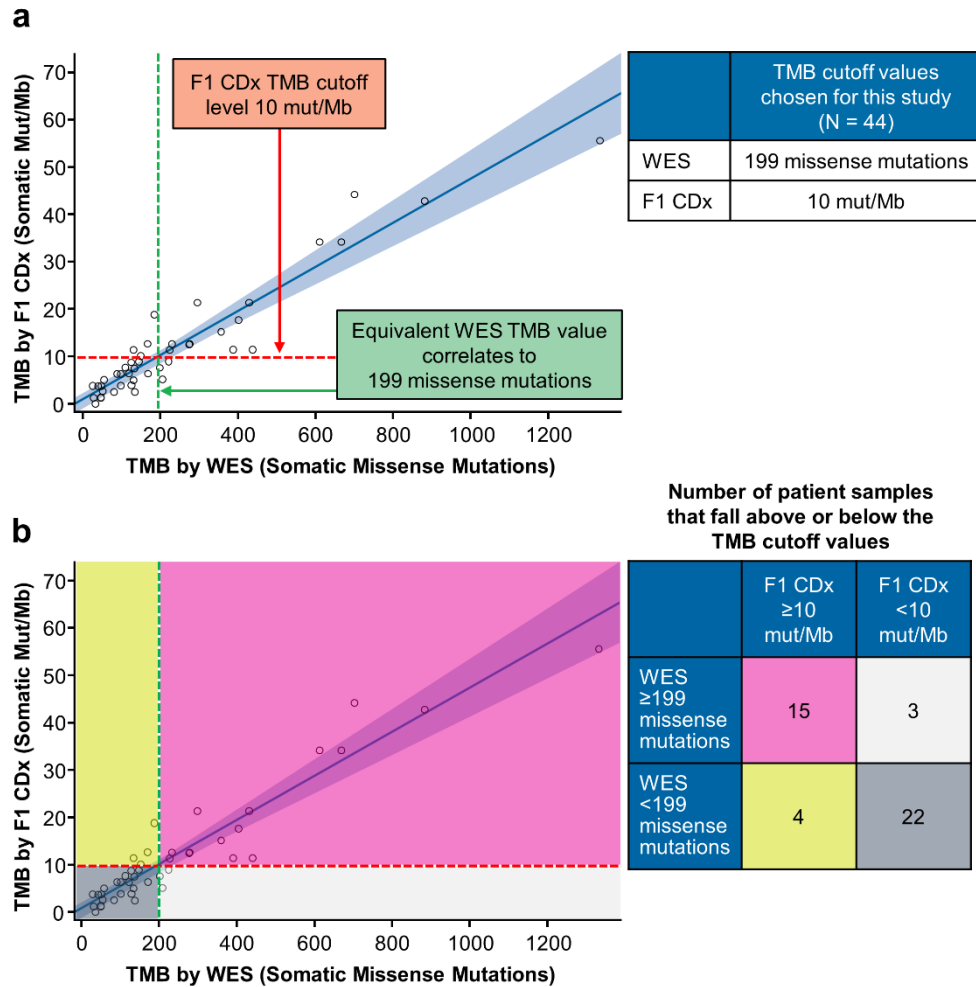 a
TMB by F1 CDx (Somatic Mut/Mb)
70
60
50
40
30
20
10
0
F1 CDx TMB cutoff
level 10 mut/Mb
Equivalent WES TMB value
correlates to
199 missense mutations
0 200 400 600 800 1000 1200
TMB by WES (Somatic Missense Mutations)
TMB cutoff values
chosen for this study
(N = 44)
WES 199 missense mutations
F1 CDx 10 mut/Mb
b
TMB by F1 CDx (Somatic Mut/Mb)
70
60
50
40
30
20
10
0
0 200 400 600 800 1000 1200
TMB by WES (Somatic Missense Mutations)
Number of patient samples
that fall above or below the
TMB cutoff values
F1 CDx
≥10
mut/Mb
F1 CDx
<10
mut/Mb
WES
≥199
missense
mutations
15 3
WES
<199
missense
mutations
4 22